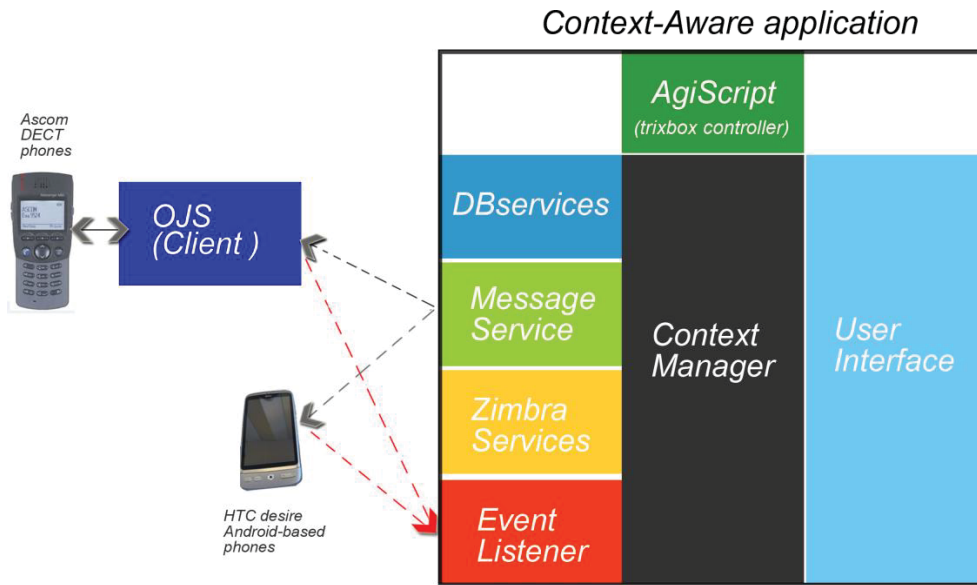 Context-Aware application
AgiScript
(trixbox controller)
Ascom
DECT
phones
OJS
(Client )
DBservices
Message
Service
Context
Manager
User
Interface
Zimbra
Services
HTC desire
Android-based
phones
Event
Listener